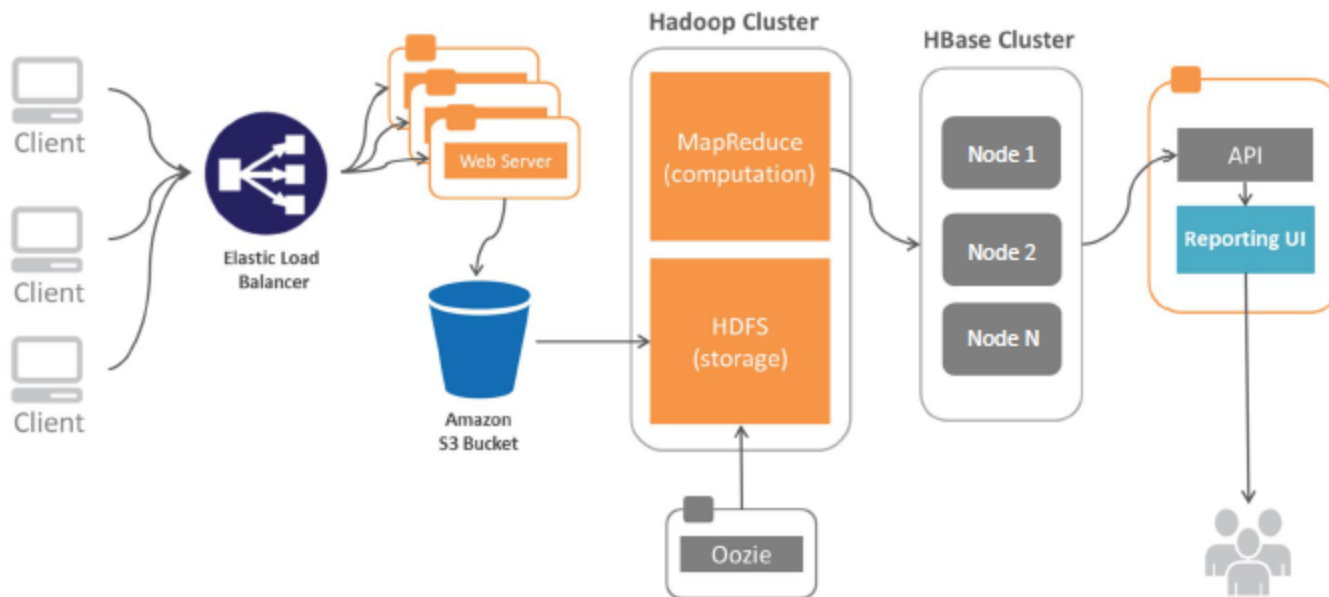 Hadoop Cluster
HBase Cluster
Client
Client
Client
Elastic Load
Balancer
Web Server
Amazon
S3 Bucket
MapReduce
(computation)
HDFS
(storage)
Oozie
Node 1
Node 2
Node N
API
Reporting UI